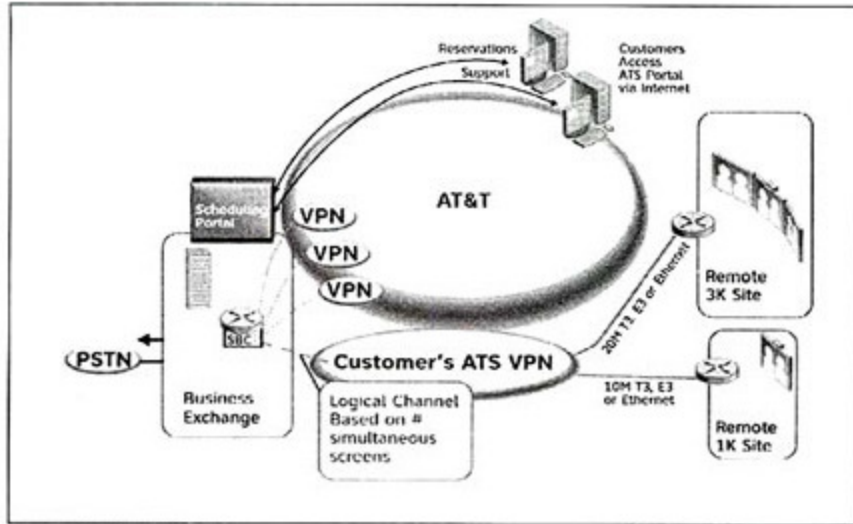 Reservations
Support
Customers
Access
ATS Portal
via Internet
AT&T
Scheduling
Portal
VPN
VPN
VPN
SBC
PSTN
Business
Exchange
Customer's ATS VPN
Logical Channel
Based on #
simultaneous
screens
20M T3, E3 or Ethernet
10M T3, E3
or Ethernet
Remote
3K Site
Remote
1K Site